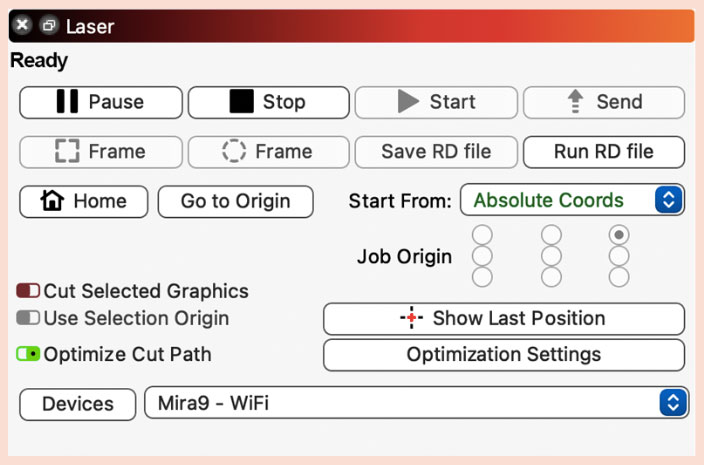 Laser
Ready
Pause Stop Start Send
Frame Frame Save RD file Run RD file
Home Go to Origin Start From: Absolute Coords
Job Origin
Cut Selected Graphics
Use Selection Origin Show Last Position
Optimize Cut Path Optimization Settings
Devices Mira9 - WiFi